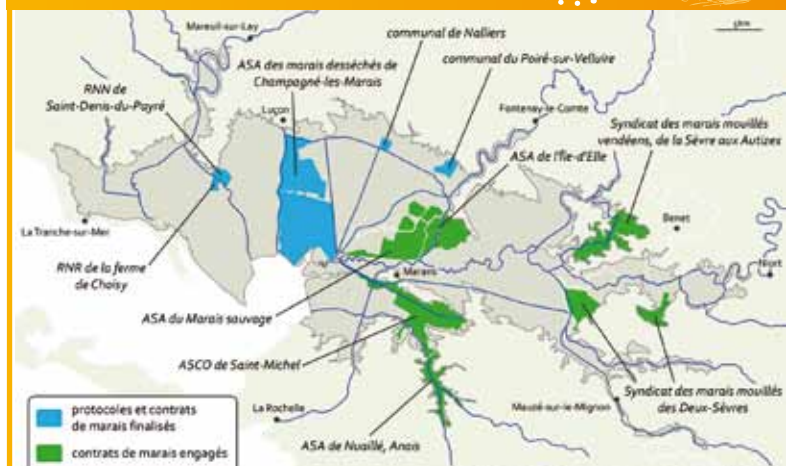 Mareuil-sur-Lay
communal de Nalliers
ASA des marais desséchés de
Champagné-les-Marais
communal du Poiré-sur-Velluire
RNN de
Saint-Denis-du-Payré
Luçon
Fontenay-le-Comte
Syndicat des marais mouillés
vendéens, de la Sèvre aux Autizes
ASA de l'Île-d'Elle
Benet
La Tranche-sur-Mer
Niort
RNR de la ferme
de Choisy
Marans
ASA du Marais sauvage
ASCO de Saint-Michel
Syndicat des marais mouillés
des Deux-Sèvres
La Rochelle
Mauzé-sur-le-Mignon
ASA de Nuaillé, Anais
protocoles et contrats
de marais finalisés
contrats de marais engagés